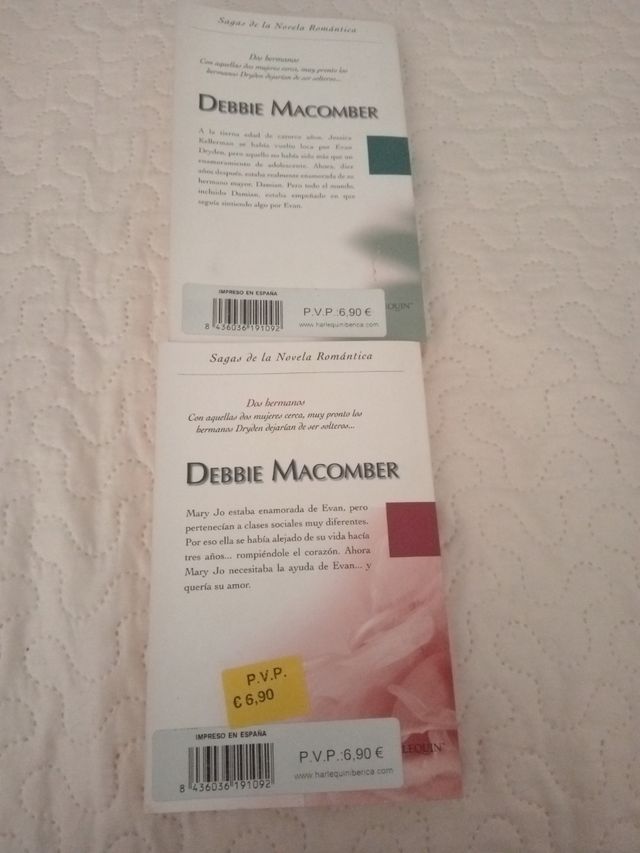 Sagas de la Novela Romántica
Dos hermanos
Con aquellas dos mujeres cerca, muy pronto los
hermanos Dryden dejarían de ser solteros...
DEBBIE MACOMBER
A la tierna edad de catorce años, Jessica
Kellerman se había vuelto loca por Evan
Dryden, pero aquello no había sido más que un
enamoramiento de adolescente. Ahora, diez
años después, estaba realmente enamorada de su
hermano mayor, Damian. Pero todo el mundo,
incluido Damian, estaba empeñado en que
seguía sintiendo algo por Evan.
IMPRESO EN ESPAÑA
P.V.P.:6,90 €
www.harlequiniberica.com
8 436036 191092
LEQUIN
Sagas de la Novela Romántica
Dos hermanos
Con aquellas dos mujeres cerca, muy pronto los
hermanos Dryden dejarían de ser solteros...
DEBBIE MACOMBER
Mary Jo estaba enamorada de Evan, pero
pertenecían a clases sociales muy diferentes.
Por eso ella se había alejado de su vida hacía
tres años... rompiéndole el corazón. Ahora
Mary Jo necesitaba la ayuda de Evan... y
quería su amor.
P.V.P.
€ 6,90
IMPRESO EN ESPAÑA
P.V.P.:6,90 €
www.harlequiniberica.com
8 436036 191092
LEQUIN